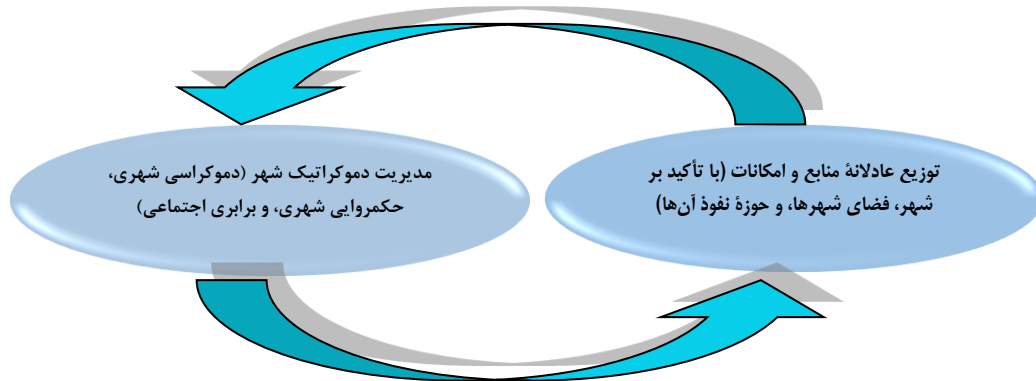 توزیع عادلانهٔ منابع و امکانات (با تأکید بر
شهر، فضای شهرها، و حوزهٔ نفوذ آن‌ها)
مدیریت دموکراتیک شهر (دموکراسی شهری،
حکمروایی شهری، و برابری اجتماعی)